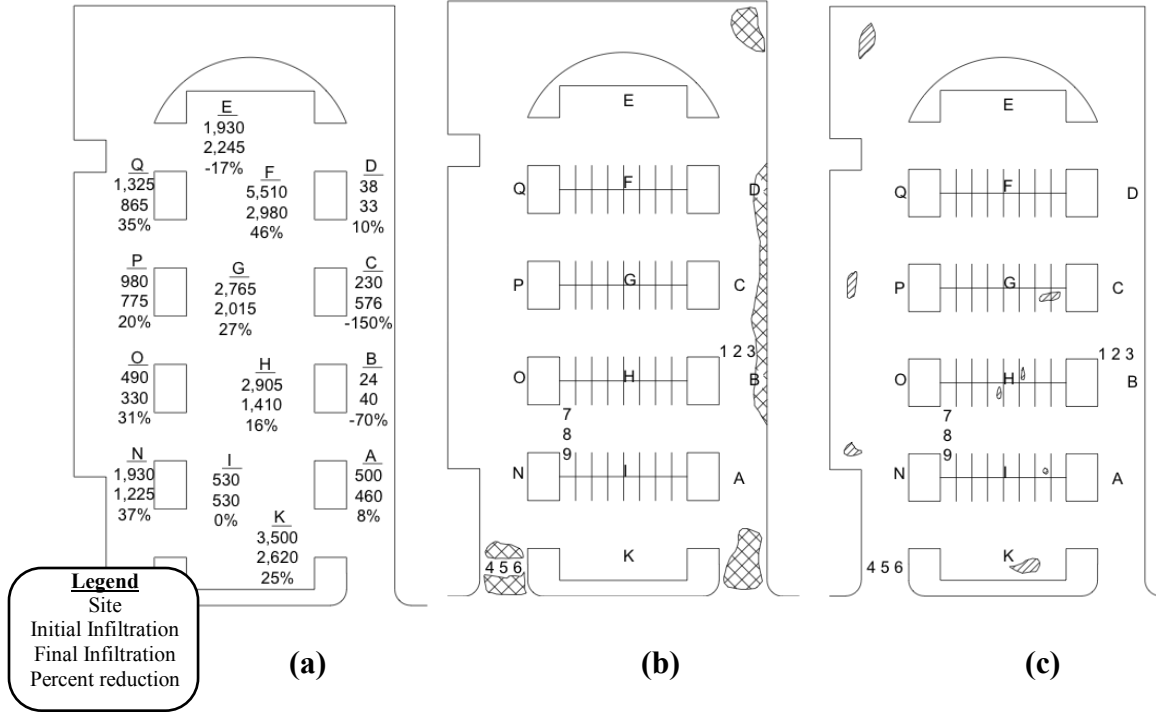 E
1,930
2,245
-17%
Q
1,325
865
35%
F
5,510
2,980
46%
D
38
33
10%
P
980
775
20%
G
2,765
2,015
27%
C
230
576
-150%
O
490
330
31%
H
2,905
1,410
16%
B
24
40
-70%
N
1,930
1,225
37%
I
530
530
0%
A
500
460
8%
K
3,500
2,620
25%
Legend
Site
Initial Infiltration
Final Infiltration
Percent reduction
(a)
E
Q F D
P G C
1 2 3
O H B
7
8
9
N I A
4 5 6 K
(b)
E
Q F D
P G C
1 2 3
O H B
7
8
9
N I A
4 5 6 K
(c)